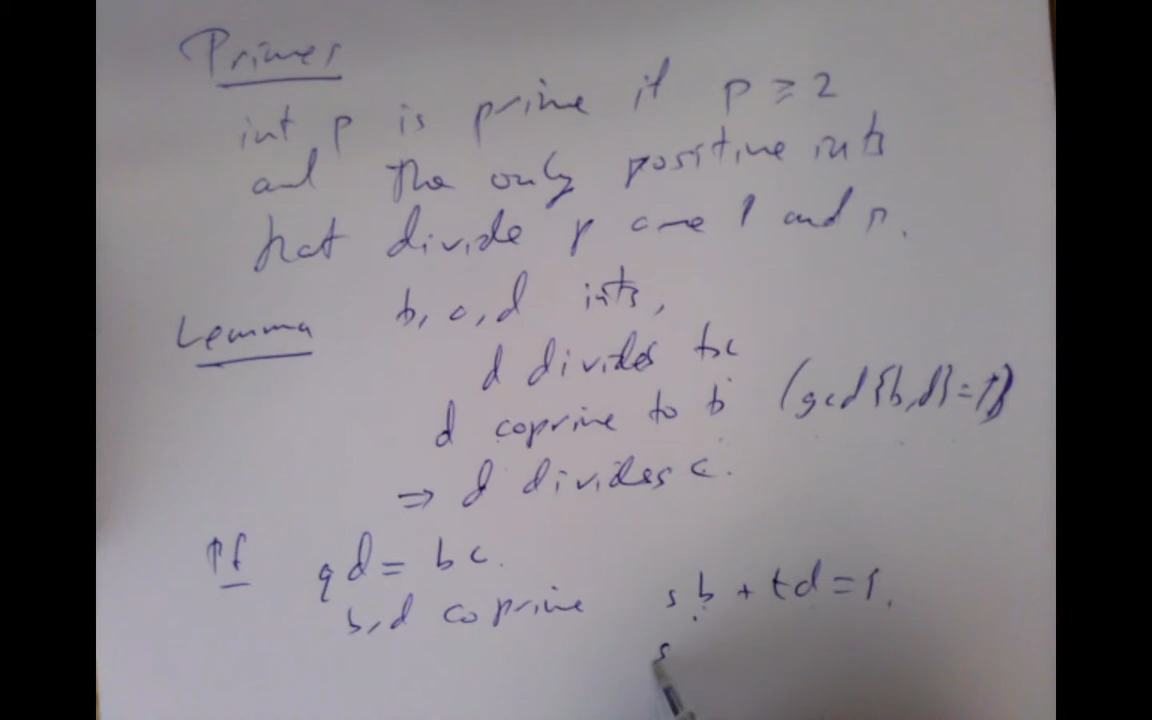 Primes
int p is prime if p ≥ 2
and the only positive ints
that divide p are 1 and p.
Lemma b, c, d ints,
d divides bc
d coprime to b (gcd{b,d}=1)
⇒ d divides c.
Pf qd = bc.
b,d coprime sb + td = 1.
s